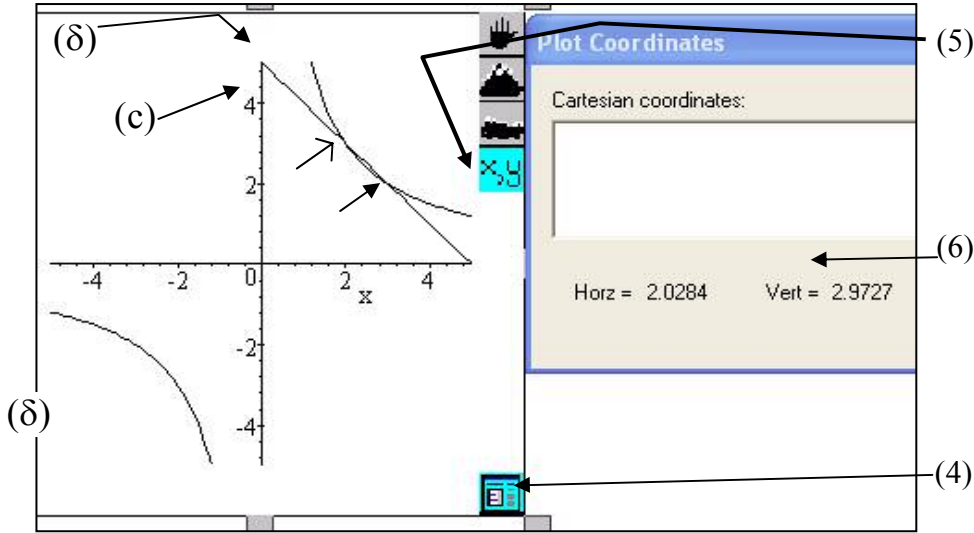 (δ)
(5)
Plot Coordinates
(c)
4
Cartesian coordinates:
x,y
2
(6)
-4
-2
0
2
4
x
Horz = 2.0284
Vert = 2.9727
-2
(δ)
-4
(4)